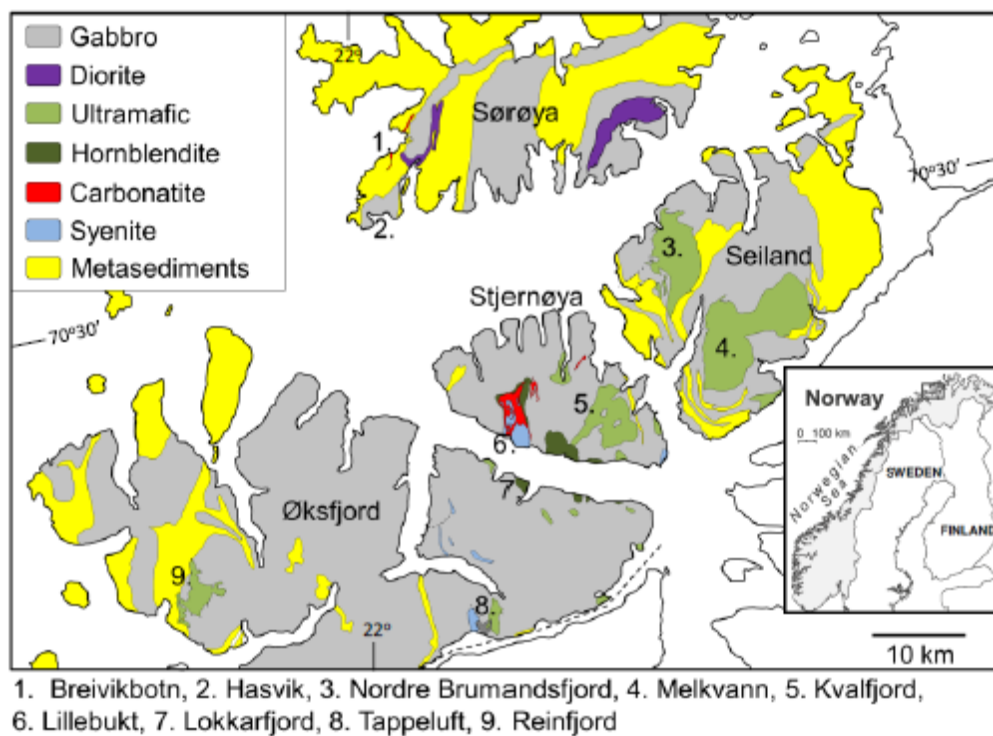 Gabbro
Diorite
Ultramafic
Hornblendite
Carbonatite
Syenite
Metasediments
22°
Sørøya
1.
2.
70°30'
3.
Seiland
Stjernøya
70°30'
4.
5.
6.
7.
Øksfjord
9
8.
22°
Norway
0 100 km
Norwegian Sea
SWEDEN
FINLAND
10 km
1. Breivikbotn, 2. Hasvik, 3. Nordre Brumandsfjord, 4. Melkvann, 5. Kvalfjord,
6. Lillebukt, 7. Lokkarfjord, 8. Tappeluft, 9. Reinfjord